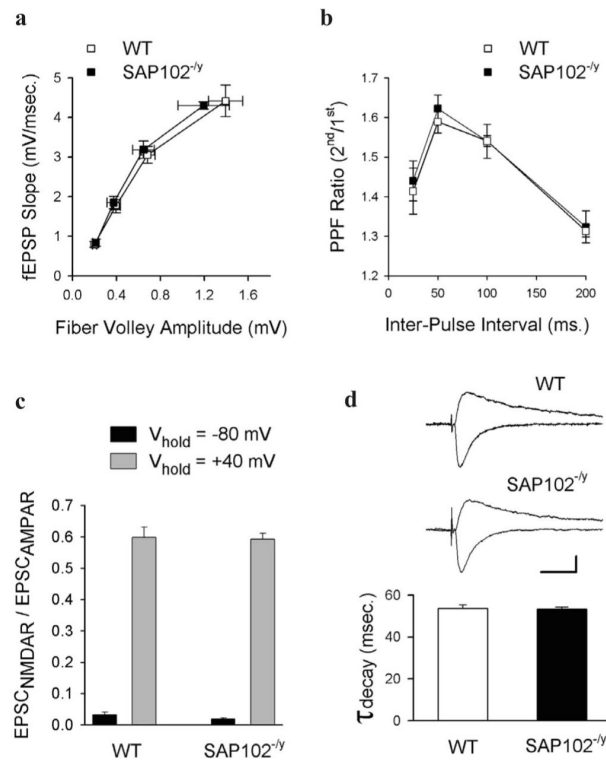 a
WT
SAP102-/y
fEPSP Slope (mV/msec.)
5
4
3
2
1
0
0.0 0.4 0.8 1.2 1.6
Fiber Volley Amplitude (mV)
b
WT
SAP102-/y
PPF Ratio (2nd/1st)
1.7
1.6
1.5
1.4
1.3
1.2
0 50 100 150 200
Inter-Pulse Interval (ms.)
c
Vhold = -80 mV
Vhold = +40 mV
EPSCNMDAR / EPSCAMPAR
0.7
0.6
0.5
0.4
0.3
0.2
0.1
0.0
WT SAP102-/y
d
WT
SAP102-/y
τdecay (msec.)
60
40
20
0
WT SAP102-/y